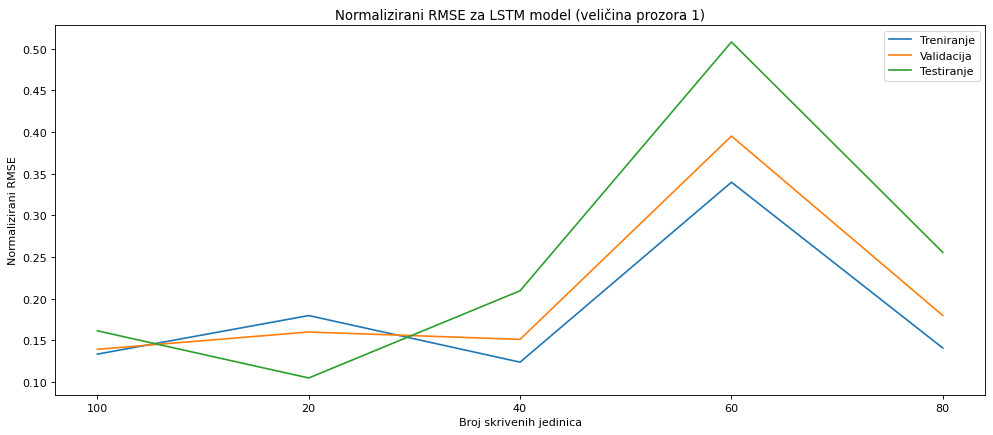 Normalizirani RMSE za LSTM model (veličina prozora 1)
Treniranje
Validacija
Testiranje
Normalizirani RMSE
0.50
0.45
0.40
0.35
0.30
0.25
0.20
0.15
0.10
100 20 40 60 80
Broj skrivenih jedinica